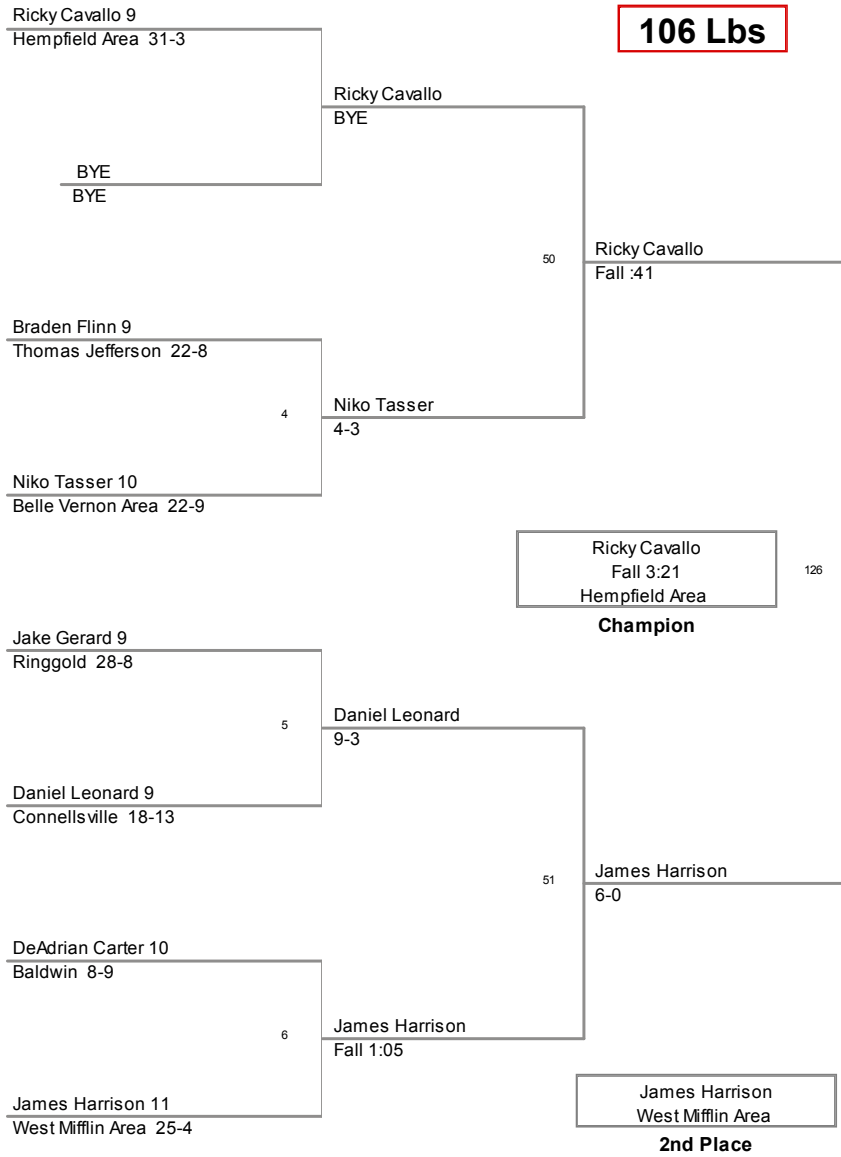 Ricky Cavallo 9
Hempfield Area 31-3
106 Lbs
Ricky Cavallo
BYE
BYE
BYE
50
Ricky Cavallo
Fall :41
Braden Flinn 9
Thomas Jefferson 22-8
4
Niko Tasser
4-3
Niko Tasser 10
Belle Vernon Area 22-9
Ricky Cavallo
Fall 3:21
Hempfield Area
126
Champion
Jake Gerard 9
Ringgold 28-8
5
Daniel Leonard
9-3
Daniel Leonard 9
Connellsville 18-13
51
James Harrison
6-0
DeAdrian Carter 10
Baldwin 8-9
6
James Harrison
Fall 1:05
James Harrison 11
West Mifflin Area 25-4
James Harrison
West Mifflin Area
2nd Place